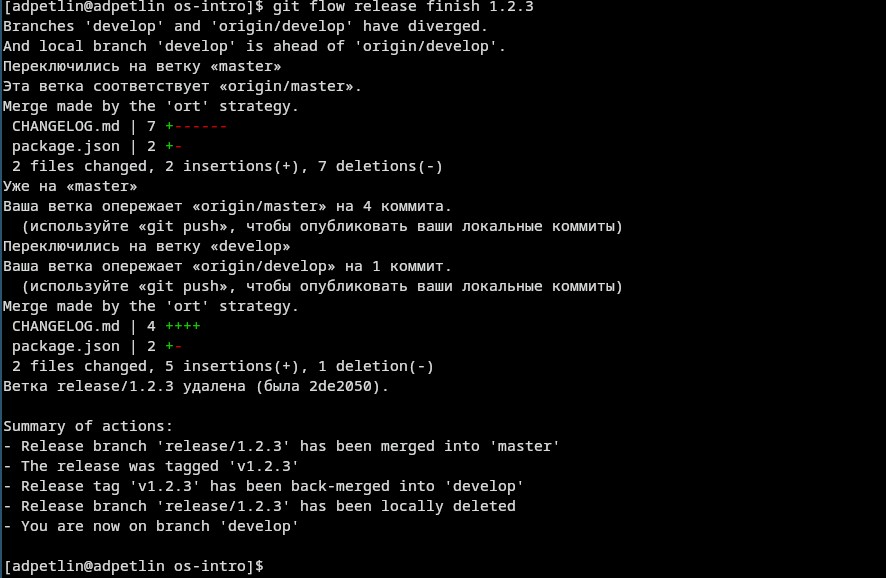 [adpetlin@adpetlin os-intro]$ git flow release finish 1.2.3
Branches 'develop' and 'origin/develop' have diverged.
And local branch 'develop' is ahead of 'origin/develop'.
Переключились на ветку «master»
Эта ветка соответствует «origin/master».
Merge made by the 'ort' strategy.
 CHANGELOG.md | 7 +------
 package.json | 2 +-
 2 files changed, 2 insertions(+), 7 deletions(-)
Уже на «master»
Ваша ветка опережает «origin/master» на 4 коммита.
  (используйте «git push», чтобы опубликовать ваши локальные коммиты)
Переключились на ветку «develop»
Ваша ветка опережает «origin/develop» на 1 коммит.
  (используйте «git push», чтобы опубликовать ваши локальные коммиты)
Merge made by the 'ort' strategy.
 CHANGELOG.md | 4 ++++
 package.json | 2 +-
 2 files changed, 5 insertions(+), 1 deletion(-)
Ветка release/1.2.3 удалена (была 2de2050).

Summary of actions:
- Release branch 'release/1.2.3' has been merged into 'master'
- The release was tagged 'v1.2.3'
- Release tag 'v1.2.3' has been back-merged into 'develop'
- Release branch 'release/1.2.3' has been locally deleted
- You are now on branch 'develop'

[adpetlin@adpetlin os-intro]$